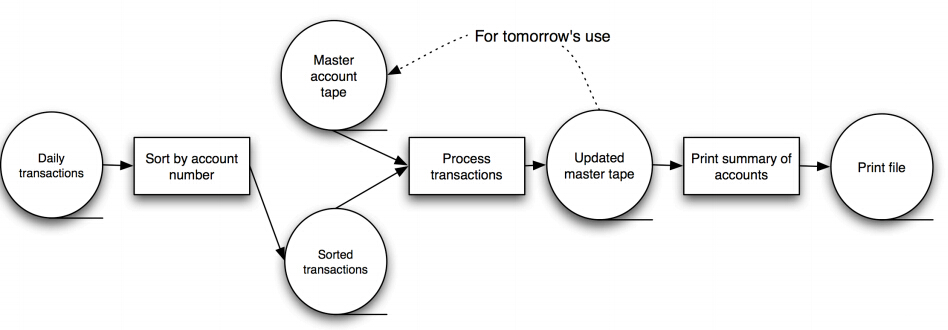 For tomorrow's use
Master
account
tape
Daily
transactions
Sort by account
number
Sorted
transactions
Process
transactions
Updated
master tape
Print summary of
accounts
Print file